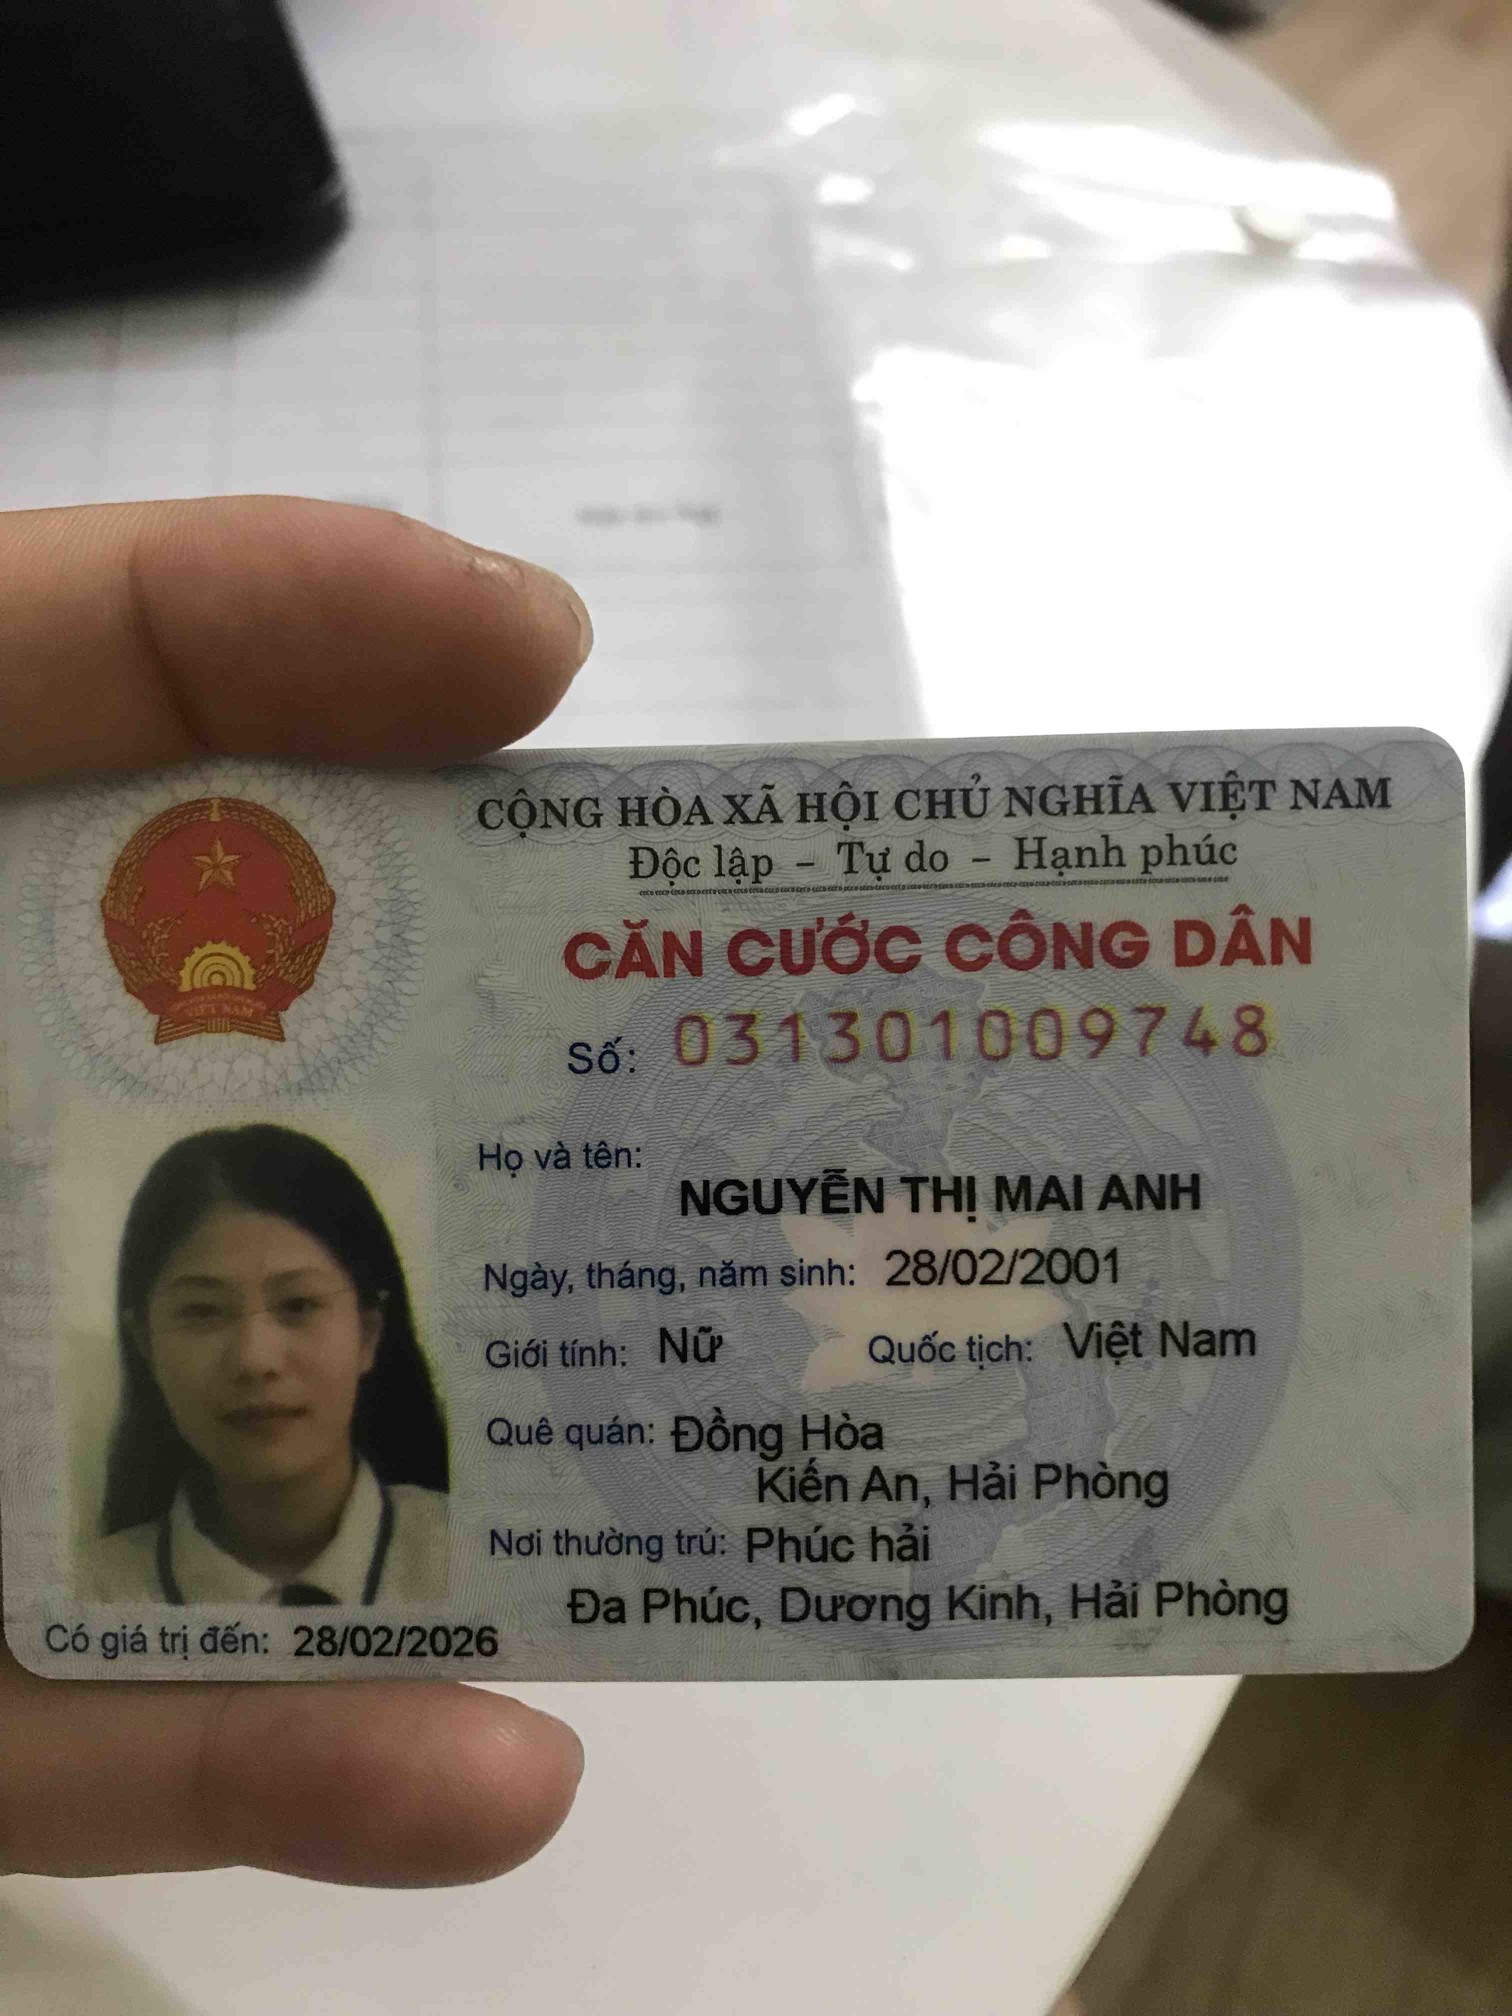 CỘNG HÒA XÃ HỘI CHỦ NGHĨA VIỆT NAM
Độc lập - Tự do - Hạnh phúc
CĂN CƯỚC CÔNG DÂN
Số: 031301009748
Họ và tên:
NGUYỄN THỊ MAI ANH
Ngày, tháng, năm sinh: 28/02/2001
Giới tính: Nữ Quốc tịch: Việt Nam
Quê quán: Đồng Hòa
Kiến An, Hải Phòng
Nơi thường trú: Phúc hải
Đa Phúc, Dương Kinh, Hải Phòng
Có giá trị đến: 28/02/2026